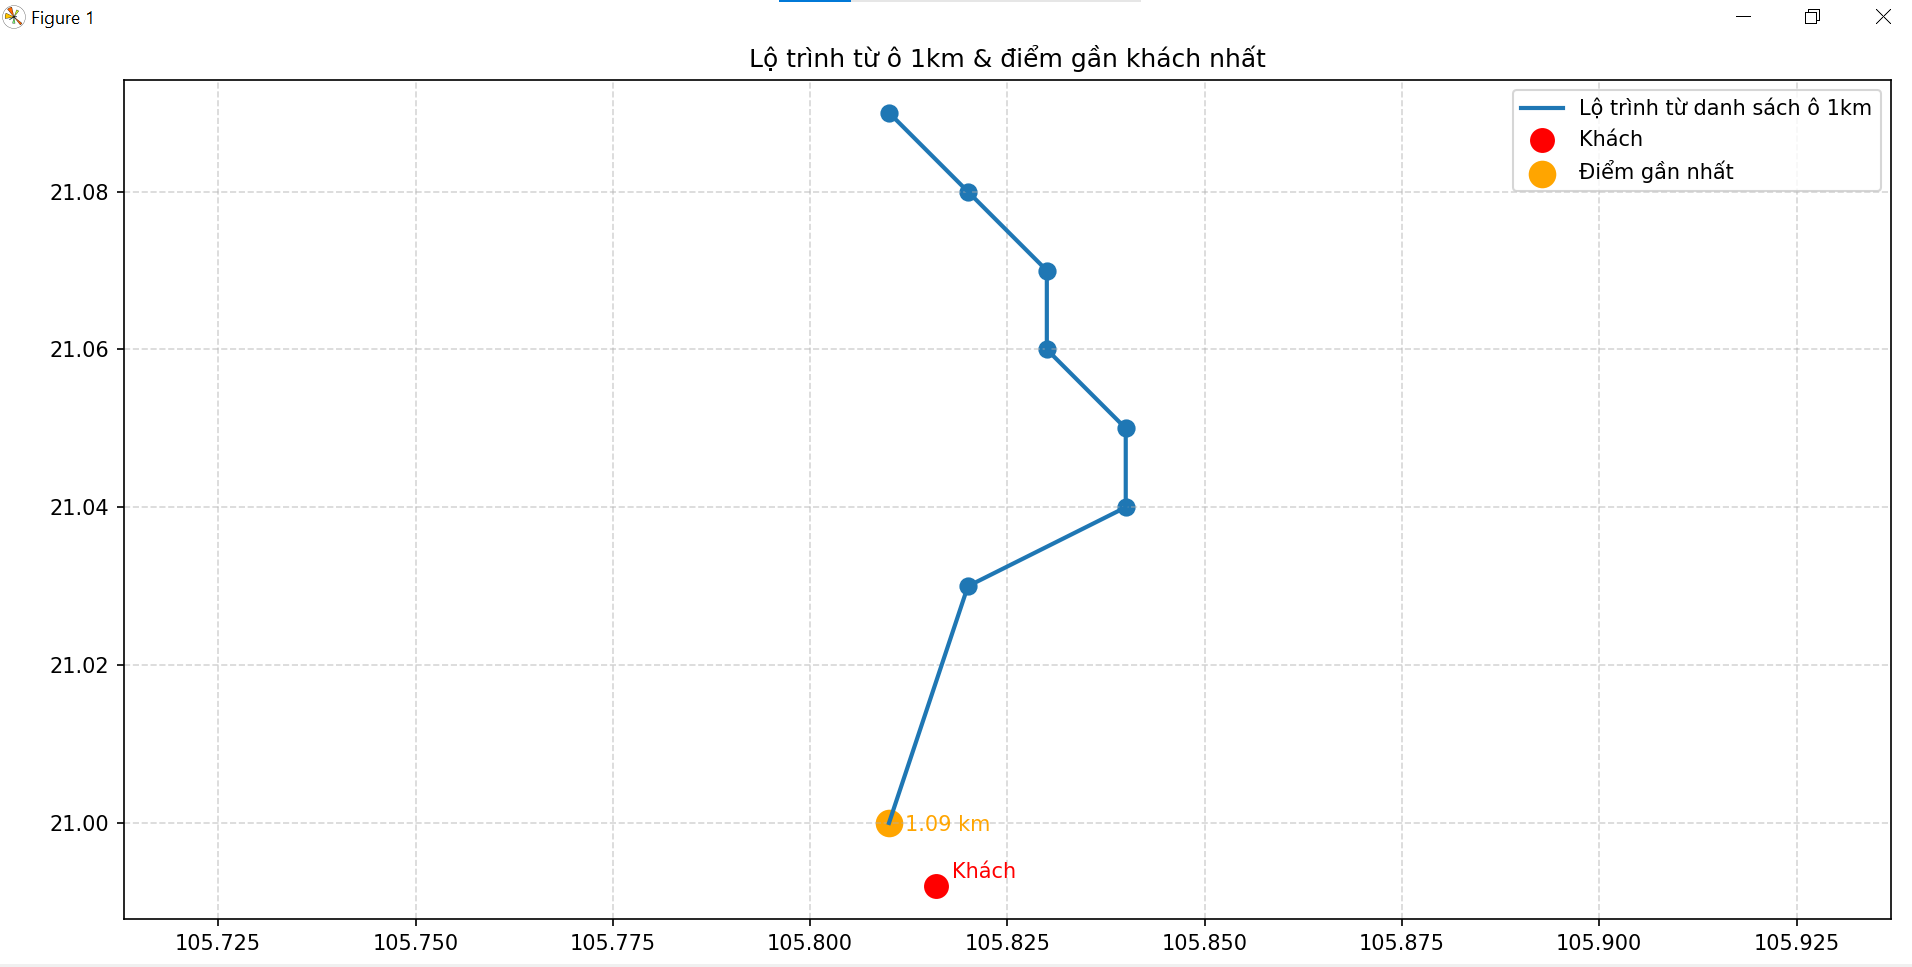 Figure 1
Lộ trình từ ô 1km & điểm gần khách nhất
Lộ trình từ danh sách ô 1km
Khách
Điểm gần nhất
21.08
21.06
21.04
21.02
21.00
1.09 km
Khách
105.725 105.750 105.775 105.800 105.825 105.850 105.875 105.900 105.925